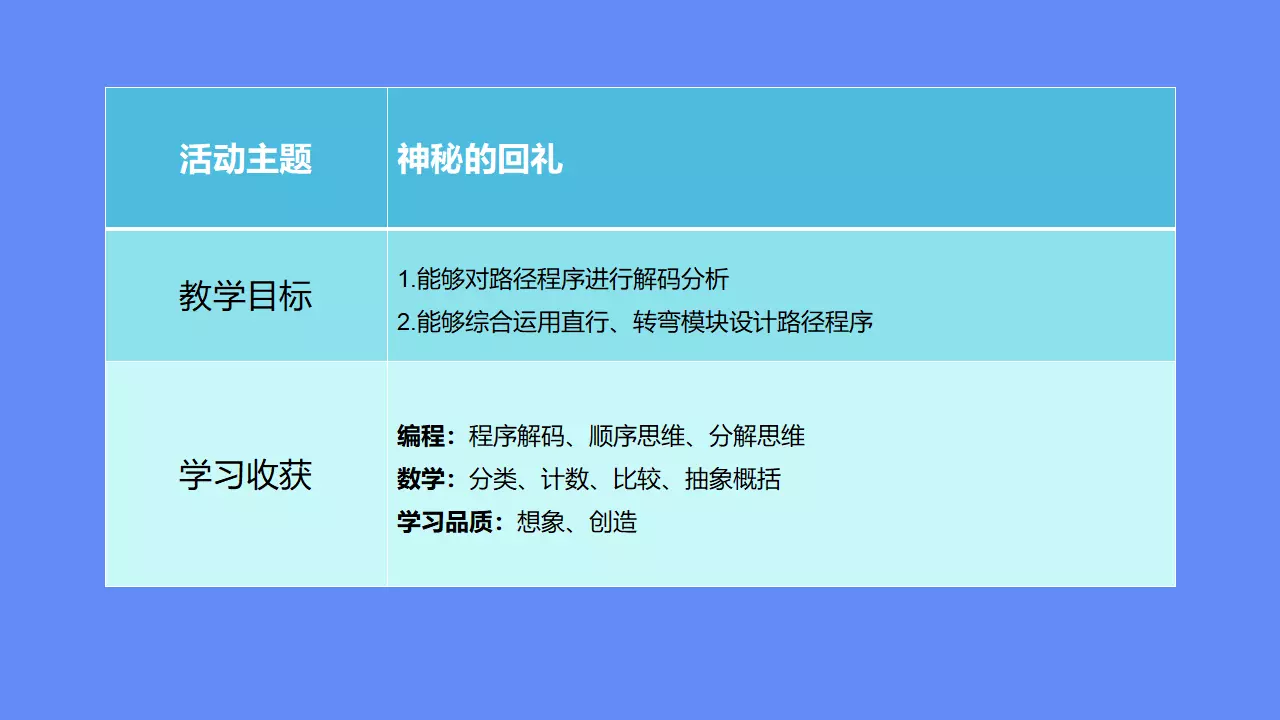 活动主题
神秘的回礼
教学目标
1.能够对路径程序进行解码分析
2.能够综合运用直行、转弯模块设计路径程序
学习收获
编程：程序解码、顺序思维、分解思维
数学：分类、计数、比较、抽象概括
学习品质：想象、创造